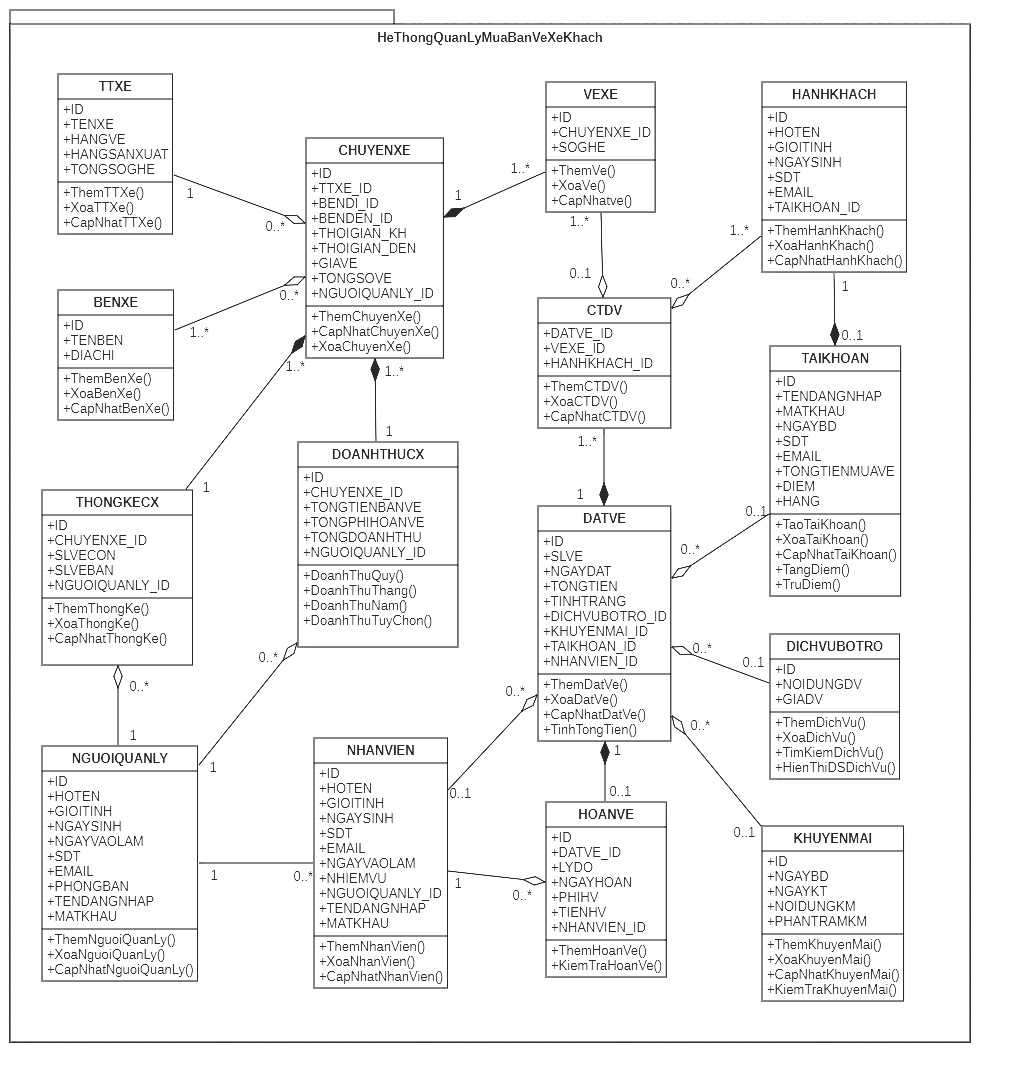 HeThongQuanLyMuaBanVeXeKhach
TTXE
+ID
+TENXE
+HANGVE
+HANGSANXUAT
+TONGSOGHE
+ThemTTXe()
+XoaTTXe()
+CapNhatTTXe()
1
0..*
BENXE
+ID
+TENBEN
+DIACHI
+ThemBenXe()
+XoaBenXe()
+CapNhatBenXe()
1..*
0..*
CHUYENXE
+ID
+TTXE_ID
+BENDI_ID
+BENDEN_ID
+THOIGIAN_KH
+THOIGIAN_DEN
+GIAVE
+TONGSOVE
+NGUOIQUANLY_ID
+ThemChuyenXe()
+CapNhatChuyenXe()
+XoaChuyenXe()
1
1..*
1..*
1
1..*
1
VEXE
+ID
+CHUYENXE_ID
+SOGHE
+ThemVe()
+XoaVe()
+CapNhatve()
1..*
0..1
HANHKHACH
+ID
+HOTEN
+GIOITINH
+NGAYSINH
+SDT
+EMAIL
+TAIKHOAN_ID
+ThemHanhKhach()
+XoaHanhKhach()
+CapNhatHanhKhach()
1..*
0..*
1
0..1
CTDV
+DATVE_ID
+VEXE_ID
+HANHKHACH_ID
+ThemCTDV()
+XoaCTDV()
+CapNhatCTDV()
1..*
1
TAIKHOAN
+ID
+TENDANGNHAP
+MATKHAU
+NGAYBD
+SDT
+EMAIL
+TONGTIENMUAVE
+DIEM
+HANG
+TaoTaiKhoan()
+XoaTaiKhoan()
+CapNhatTaiKhoan()
+TangDiem()
+TruDiem()
0..1
0..*
THONGKECX
+ID
+CHUYENXE_ID
+SLVECON
+SLVEBAN
+NGUOIQUANLY_ID
+ThemThongKe()
+XoaThongKe()
+CapNhatThongKe()
0..*
1
DOANHTHUCX
+ID
+CHUYENXE_ID
+TONGTIENBANVE
+TONGPHIHOANVE
+TONGDOANHTHU
+NGUOIQUANLY_ID
+DoanhThuQuy()
+DoanhThuThang()
+DoanhThuNam()
+DoanhThuTuyChon()
0..*
1
DATVE
+ID
+SLVE
+NGAYDAT
+TONGTIEN
+TINHTRANG
+DICHVUBOTRO_ID
+KHUYENMAI_ID
+TAIKHOAN_ID
+NHANVIEN_ID
+ThemDatVe()
+XoaDatVe()
+CapNhatDatVe()
+TinhTongTien()
0..*
0..1
0..*
0..1
0..*
0..1
1
0..1
DICHVUBOTRO
+ID
+NOIDUNGDV
+GIADV
+ThemDichVu()
+XoaDichVu()
+TimKiemDichVu()
+HienThiDSDichVu()
NGUOIQUANLY
+ID
+HOTEN
+GIOITINH
+NGAYSINH
+NGAYVAOLAM
+SDT
+EMAIL
+PHONGBAN
+TENDANGNHAP
+MATKHAU
+ThemNguoiQuanLy()
+XoaNguoiQuanLy()
+CapNhatNguoiQuanLy()
1
0..*
NHANVIEN
+ID
+HOTEN
+GIOITINH
+NGAYSINH
+SDT
+EMAIL
+NGAYVAOLAM
+NHIEMVU
+NGUOIQUANLY_ID
+TENDANGNHAP
+MATKHAU
+ThemNhanVien()
+XoaNhanVien()
+CapNhatNhanVien()
1
0..*
HOANVE
+ID
+DATVE_ID
+LYDO
+NGAYHOAN
+PHIHV
+TIENHV
+NHANVIEN_ID
+ThemHoanVe()
+KiemTraHoanVe()
KHUYENMAI
+ID
+NGAYBD
+NGAYKT
+NOIDUNGKM
+PHANTRAMKM
+ThemKhuyenMai()
+XoaKhuyenMai()
+CapNhatKhuyenMai()
+KiemTraKhuyenMai()